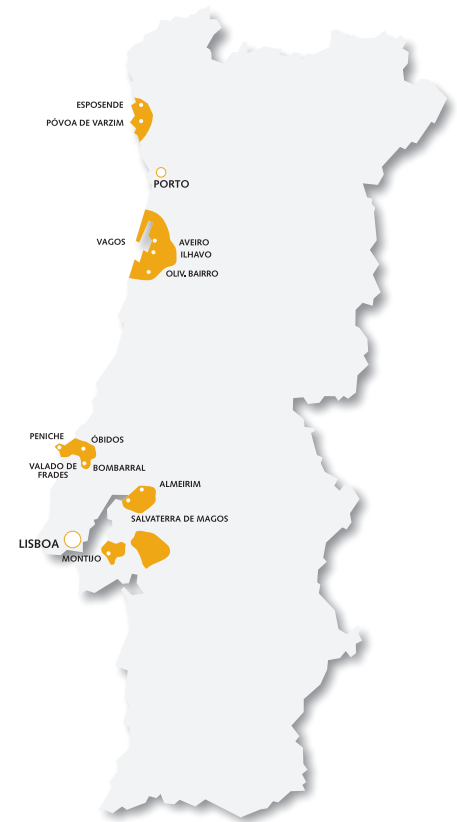 ESPOSENDE
PÓVOA DE VARZIM
PORTO
VAGOS
AVEIRO
ILHAVO
OLIV. BAIRRO
PENICHE
ÓBIDOS
VALADO DE
FRADES
BOMBARRAL
ALMEIRIM
SALVATERRA DE MAGOS
LISBOA
MONTIJO